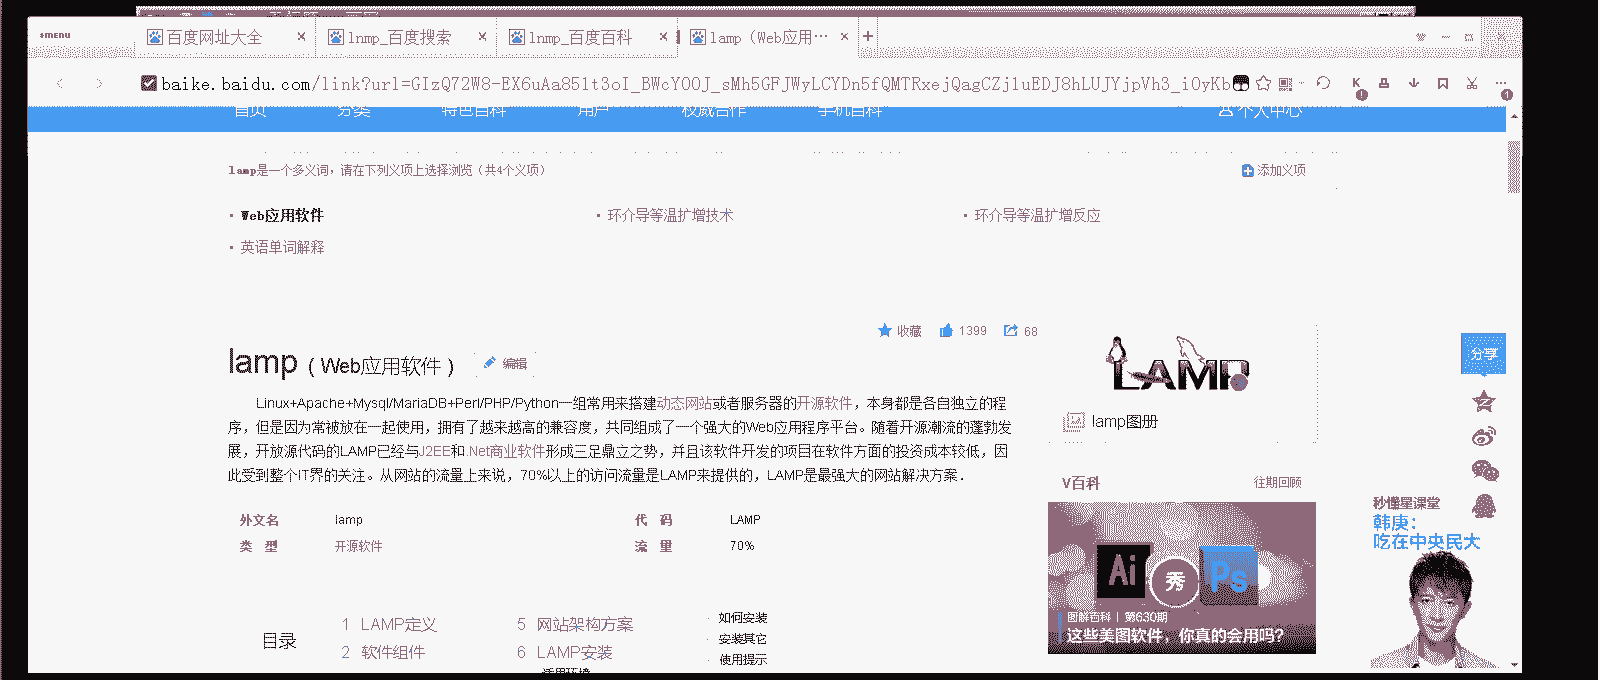 ≡menu
百度网址大全 ×
lnmp_百度搜索 ×
lnmp_百度百科 ×
lamp（Web应用… ×
+
baike.baidu.com/link?url=GIzQ72W8-EX6uAa85lt3oI_BWcYOOJ_sMh5GFJWyLCYDn5fQMTRxejQagCZjluEDJ8hLUJYjpVh3_iOyKb
首页 分类 特色百科 用户 权威合作 手机百科 个人中心
lamp是一个多义词，请在下列义项上选择浏览（共4个义项） 添加义项
· Web应用软件 · 环介导等温扩增技术 · 环介导等温扩增反应
· 英语单词解释
收藏 1399 68
lamp（Web应用软件） 编辑
Linux+Apache+Mysql/MariaDB+Perl/PHP/Python一组常用来搭建动态网站或者服务器的开源软件，本身都是各自独立的程
序，但是因为常被放在一起使用，拥有了越来越高的兼容度，共同组成了一个强大的Web应用程序平台。随着开源潮流的蓬勃发
展，开放源代码的LAMP已经与J2EE和.Net商业软件形成三足鼎立之势，并且该软件开发的项目在软件方面的投资成本较低，因
此受到整个IT界的关注。从网站的流量上来说，70%以上的访问流量是LAMP来提供的，LAMP是最强大的网站解决方案．
外文名 lamp 代 码 LAMP
类 型 开源软件 流 量 70%
目录
1 LAMP定义
2 软件组件
5 网站架构方案
6 LAMP安装
· 适用环境
· 如何安装
· 安装其它
· 使用提示
LAMP
lamp图册
V百科 往期回顾
Ai 秀 Ps
图解百科 | 第630期
这些美图软件，你真的会用吗?
分享
秒懂星课堂
韩庚：
吃在中央民大